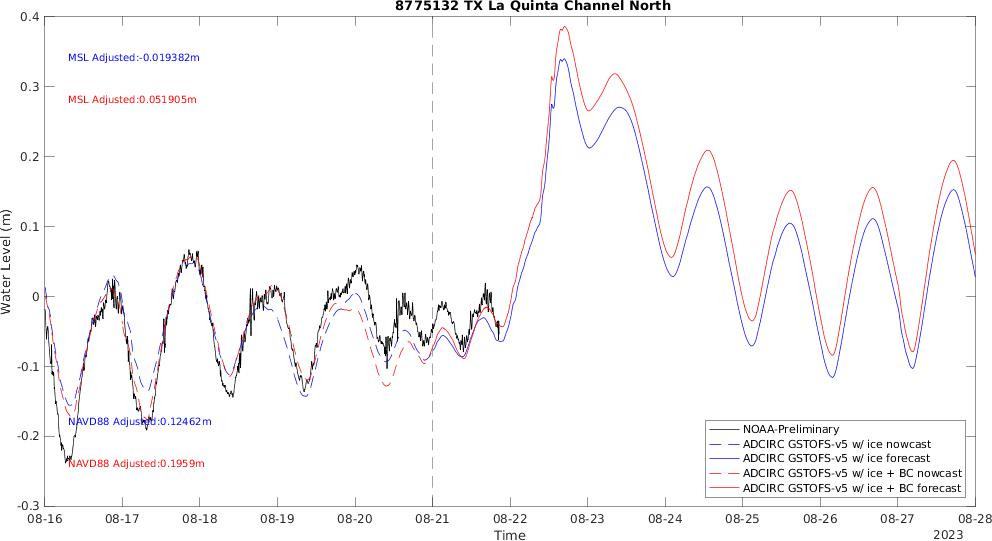 8775132 TX La Quinta Channel North
Water Level (m)
0.4
0.3
0.2
0.1
0
-0.1
-0.2
-0.3
MSL Adjusted:-0.019382m
MSL Adjusted:0.051905m
NAVD88 Adjusted:0.12462m
NAVD88 Adjusted:0.1959m
NOAA-Preliminary
ADCIRC GSTOFS-v5 w/ ice nowcast
ADCIRC GSTOFS-v5 w/ ice forecast
ADCIRC GSTOFS-v5 w/ ice + BC nowcast
ADCIRC GSTOFS-v5 w/ ice + BC forecast
08-16 08-17 08-18 08-19 08-20 08-21 08-22 08-23 08-24 08-25 08-26 08-27 08-28
Time
2023